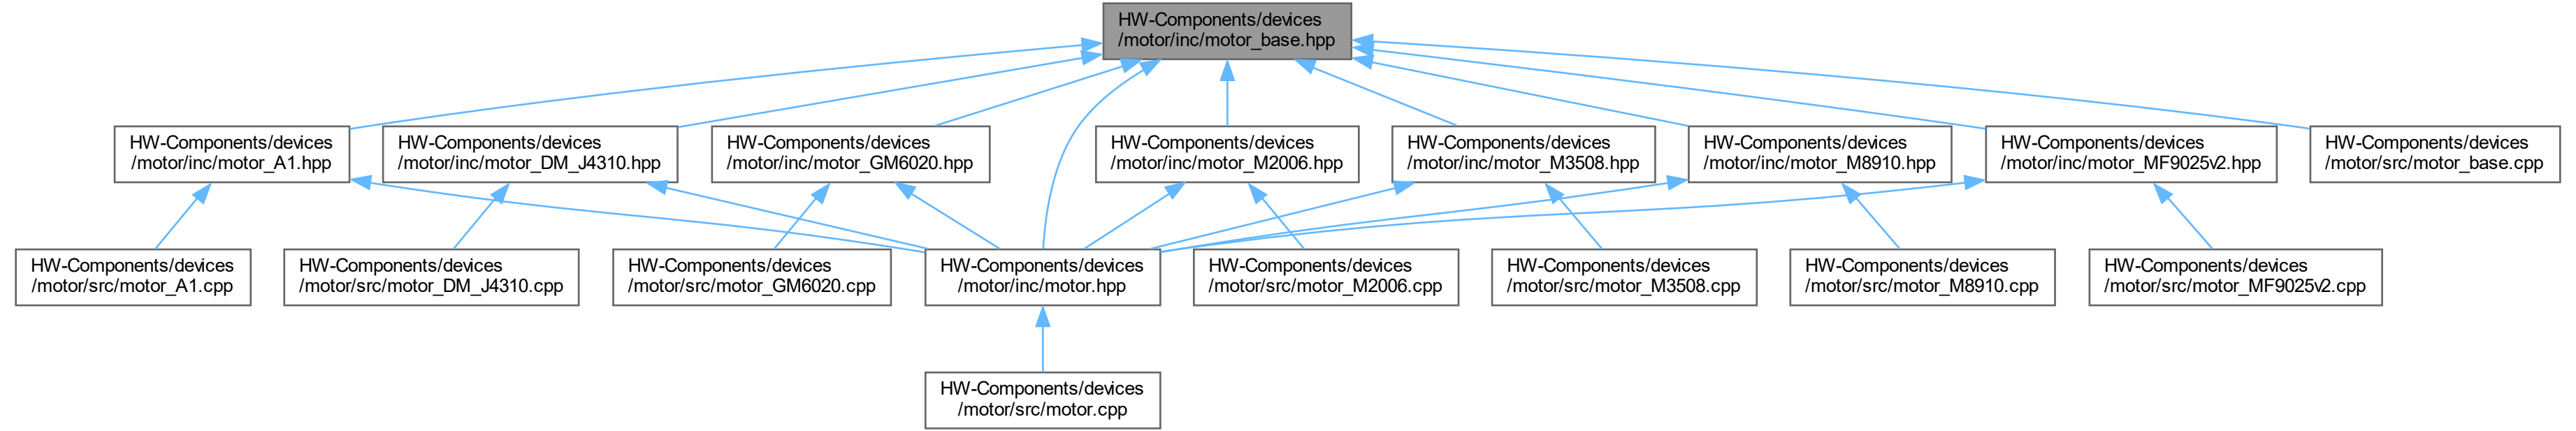 HW-Components/devices
/motor/inc/motor_base.hpp
HW-Components/devices
/motor/inc/motor_A1.hpp
HW-Components/devices
/motor/inc/motor_DM_J4310.hpp
HW-Components/devices
/motor/inc/motor_GM6020.hpp
HW-Components/devices
/motor/inc/motor_M2006.hpp
HW-Components/devices
/motor/inc/motor_M3508.hpp
HW-Components/devices
/motor/inc/motor_M8910.hpp
HW-Components/devices
/motor/inc/motor_MF9025v2.hpp
HW-Components/devices
/motor/src/motor_base.cpp
HW-Components/devices
/motor/src/motor_A1.cpp
HW-Components/devices
/motor/src/motor_DM_J4310.cpp
HW-Components/devices
/motor/src/motor_GM6020.cpp
HW-Components/devices
/motor/inc/motor.hpp
HW-Components/devices
/motor/src/motor_M2006.cpp
HW-Components/devices
/motor/src/motor_M3508.cpp
HW-Components/devices
/motor/src/motor_M8910.cpp
HW-Components/devices
/motor/src/motor_MF9025v2.cpp
HW-Components/devices
/motor/src/motor.cpp